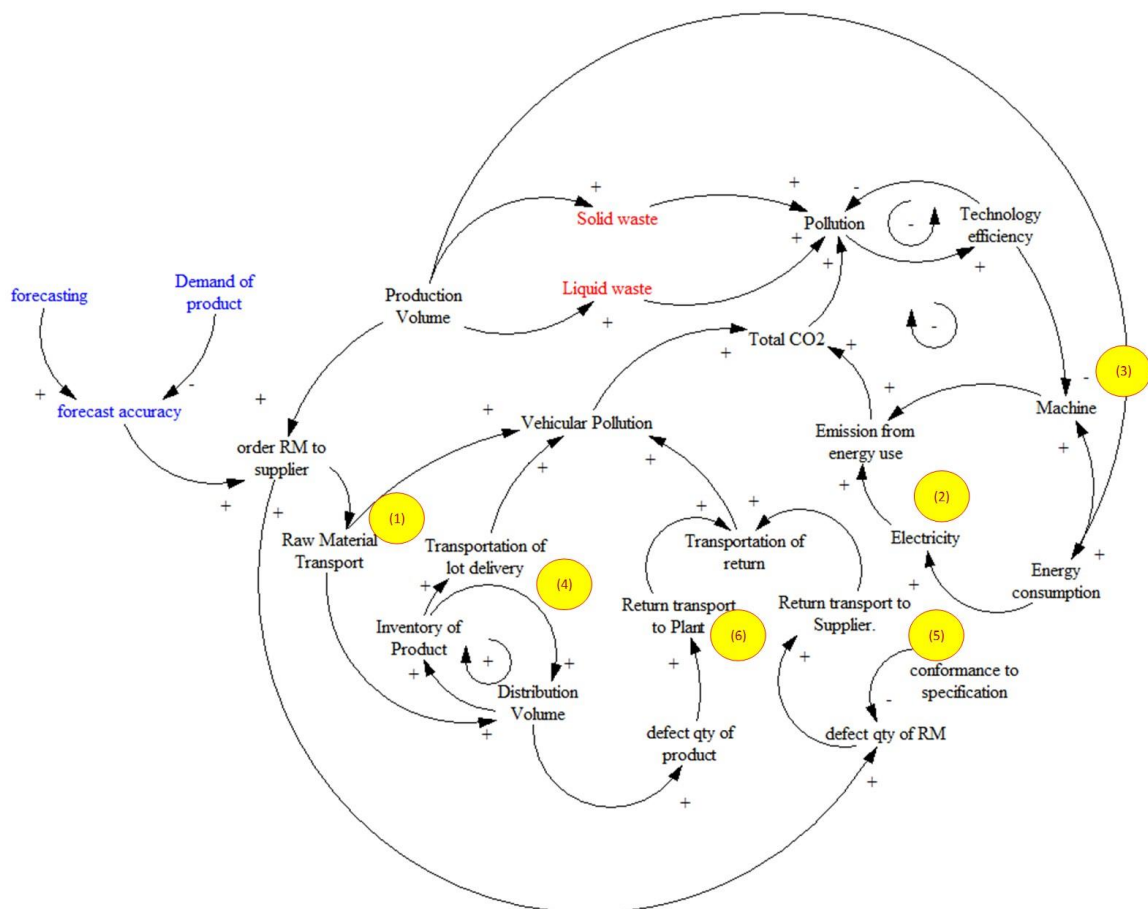 +
Solid waste
+
-
Pollution
-
Technology
efficiency
+
+
Demand of
product
forecasting
Production
Volume
Liquid waste
+
+
-
Total CO2
+
+
(3)
-
+
-
forecast accuracy
+
order RM to
supplier
+
Vehicular Pollution
+
Emission from
energy use
Machine
+
+
+
+
+
+
(1)
(2)
Raw Material
Transport
Transportation of
lot delivery
+
+
Transportation of
return
Electricity
+
Energy
consumption
+
(4)
+
Inventory of
Product
+
+
+
Return transport
to Plant
(6)
Return transport to
Supplier.
(5)
conformance to
specification
+
+
-
Distribution
Volume
+
defect qty of
product
+
defect qty of RM
+